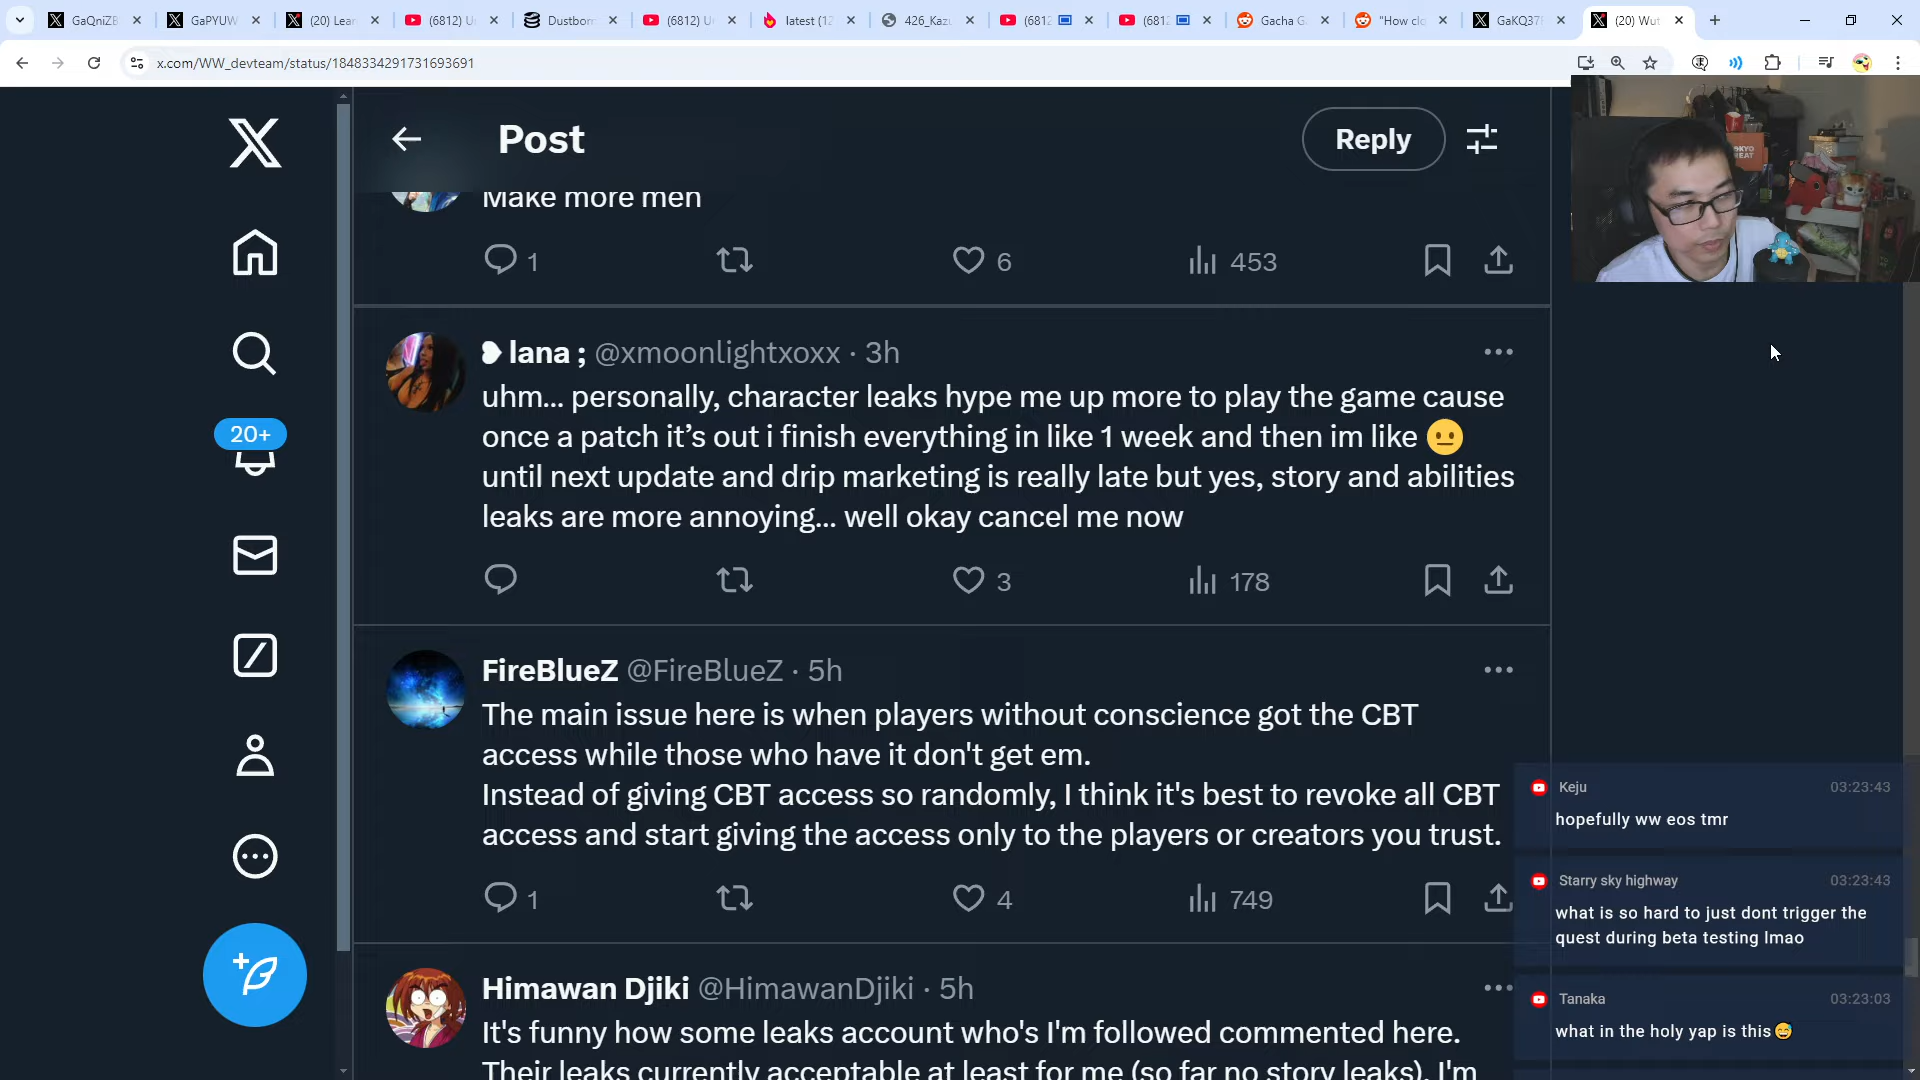 GaQniZB
GaPYUW
(20) Lea
(6812) U
Dustbor
(6812) U
latest (12
426_Kaz
(6812
(6812
Gacha G
"How clo
GaKQ37
(20) Wut
x.com/WW_devteam/status/1848334291731693691
Post
Reply
Make more men
1
6
453
lana ; @xmoonlightxoxx · 3h
uhm... personally, character leaks hype me up more to play the game cause
once a patch it’s out i finish everything in like 1 week and then im like 😐
until next update and drip marketing is really late but yes, story and abilities
leaks are more annoying... well okay cancel me now
3
178
20+
FireBlueZ @FireBlueZ · 5h
The main issue here is when players without conscience got the CBT
access while those who have it don't get em.
Instead of giving CBT access so randomly, I think it's best to revoke all CBT
access and start giving the access only to the players or creators you trust.
1
4
749
Himawan Djiki @HimawanDjiki · 5h
It's funny how some leaks account who's I'm followed commented here.
Their leaks currently acceptable at least for me (so far no story leaks). I'm
Keju 03:23:43
hopefully ww eos tmr
Starry sky highway 03:23:43
what is so hard to just dont trigger the
quest during beta testing lmao
Tanaka 03:23:03
what in the holy yap is this😅